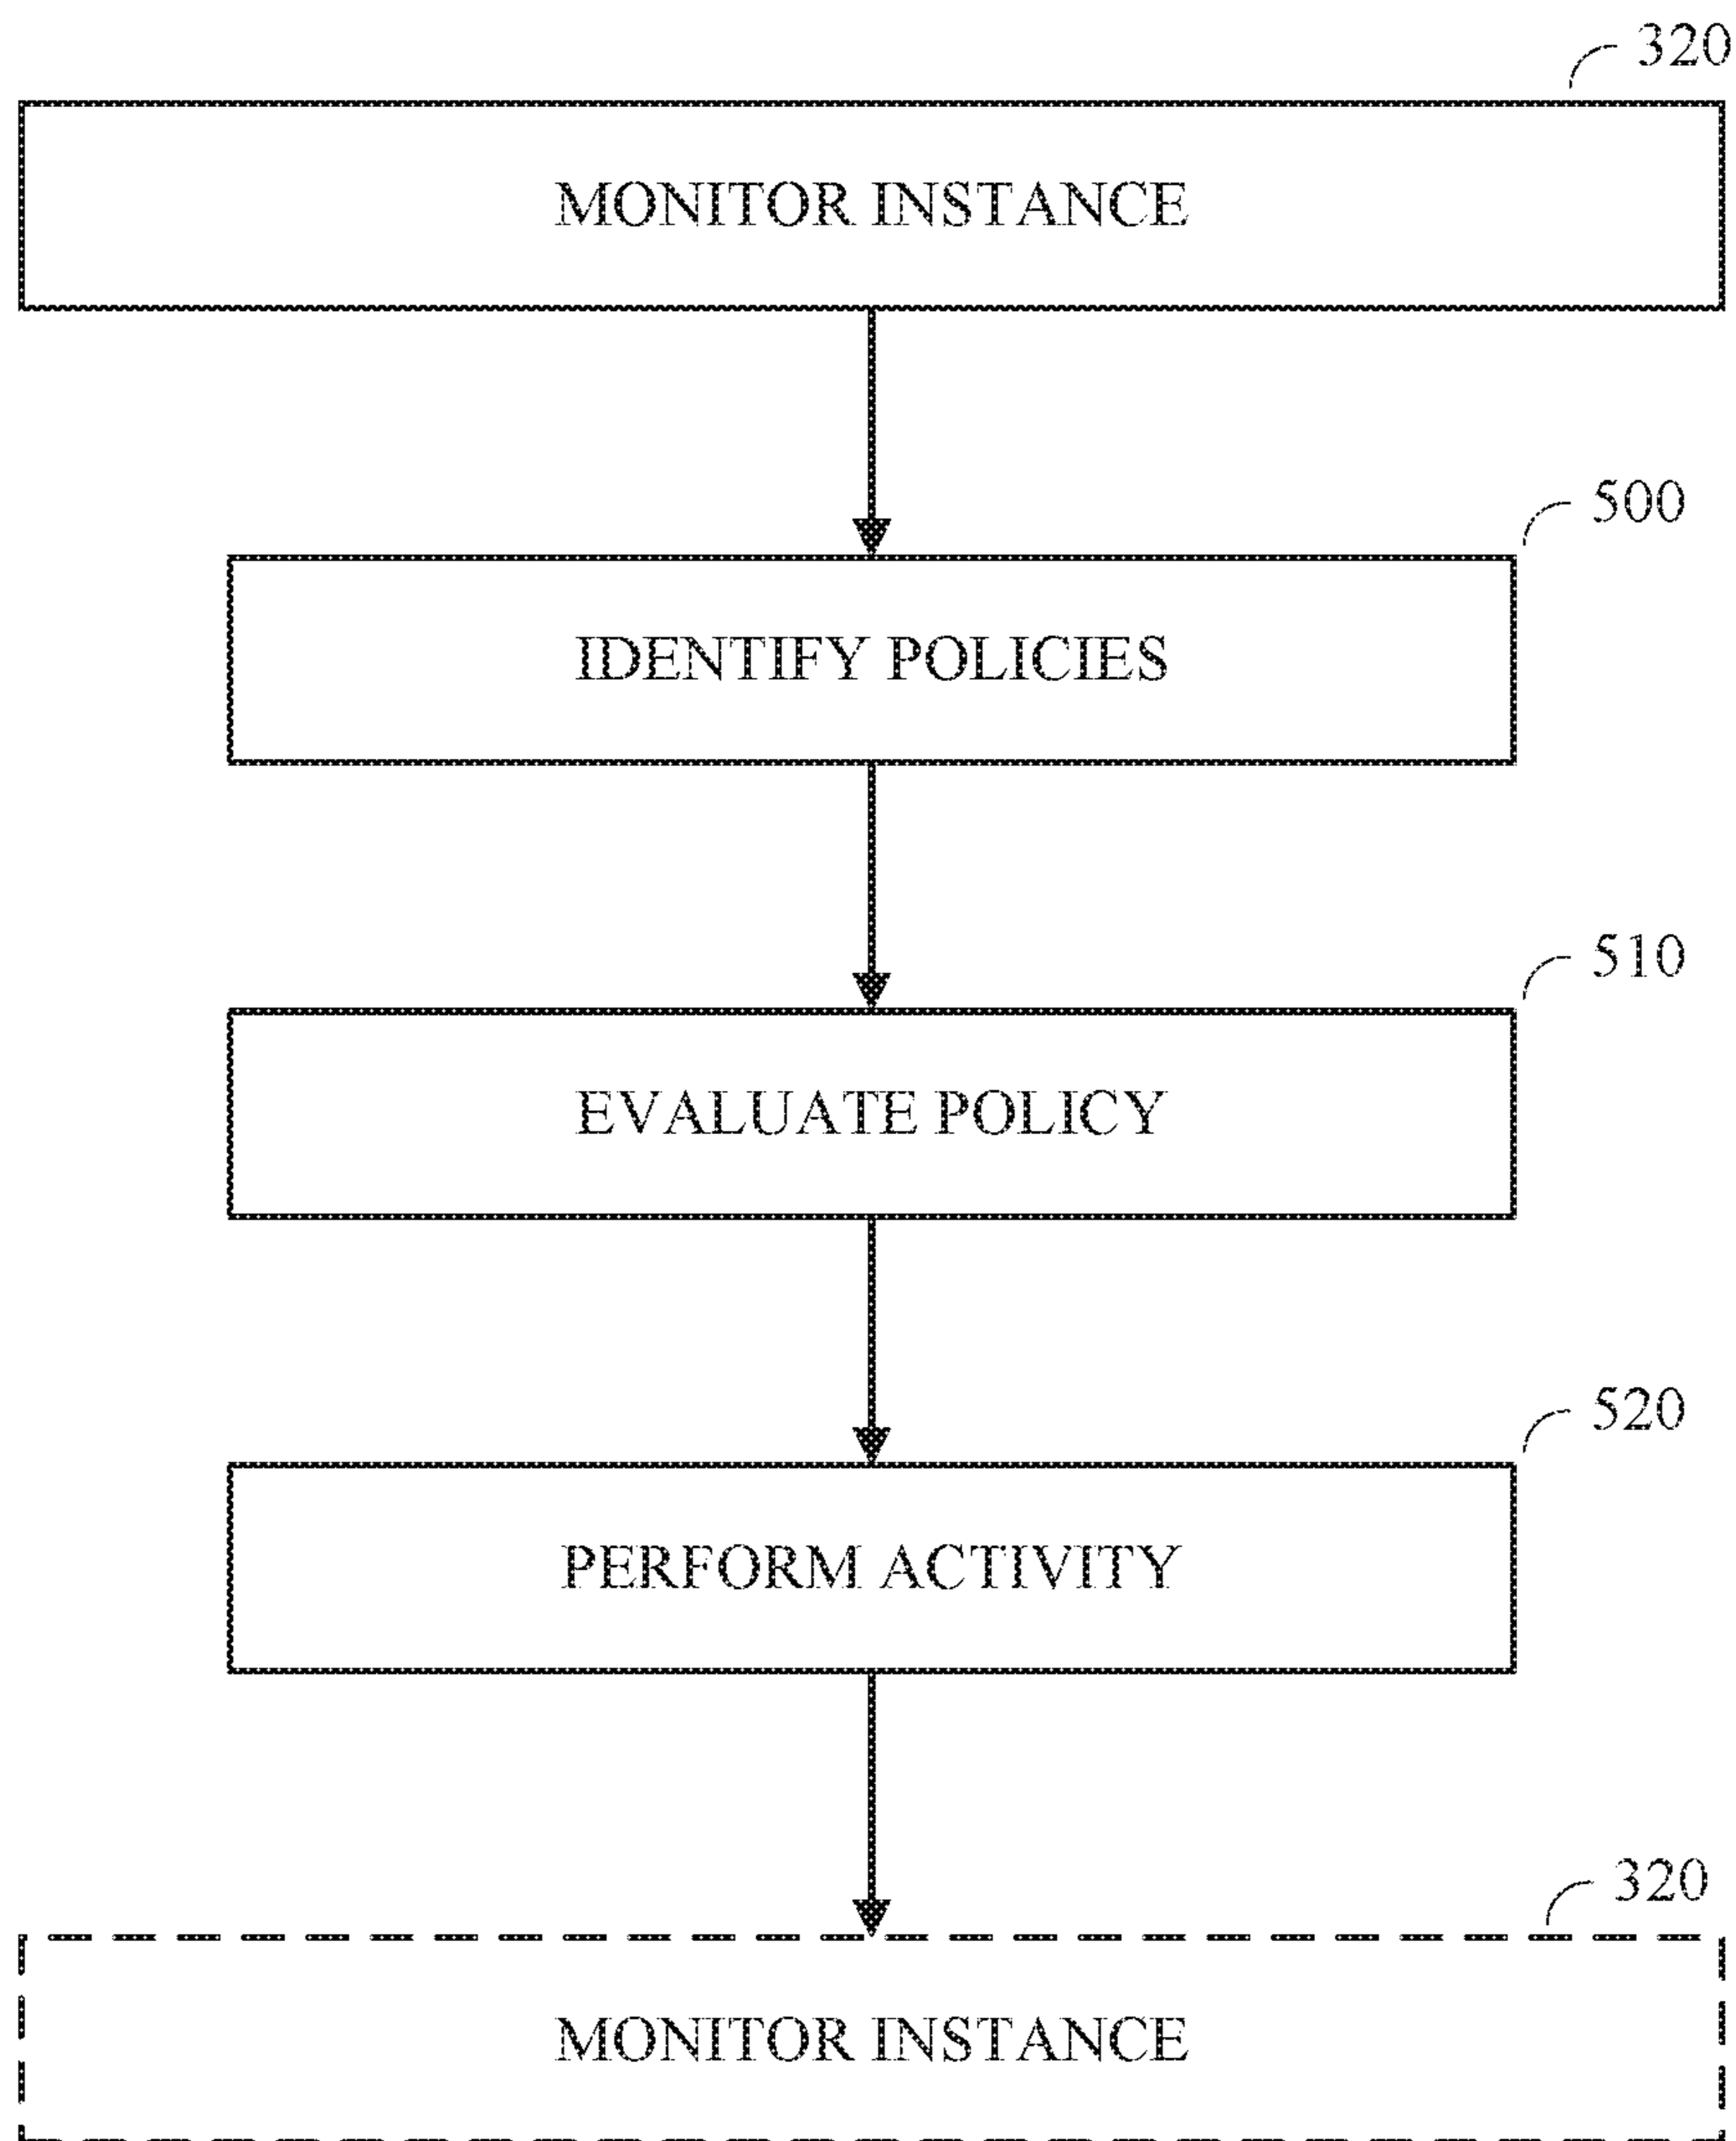 320
MONITOR INSTANCE
500
IDENTIFY POLICIES
510
EVALUATE POLICY
520
PERFORM ACTIVITY
320
MONITOR INSTANCE